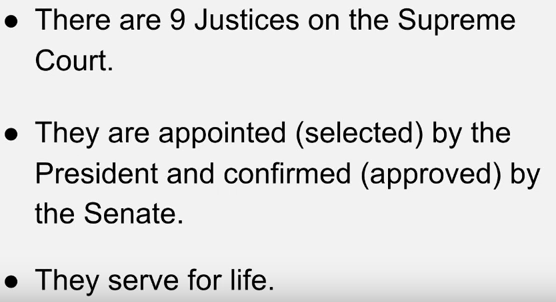 ● There are 9 Justices on the Supreme
Court.
● They are appointed (selected) by the
President and confirmed (approved) by
the Senate.
● They serve for life.